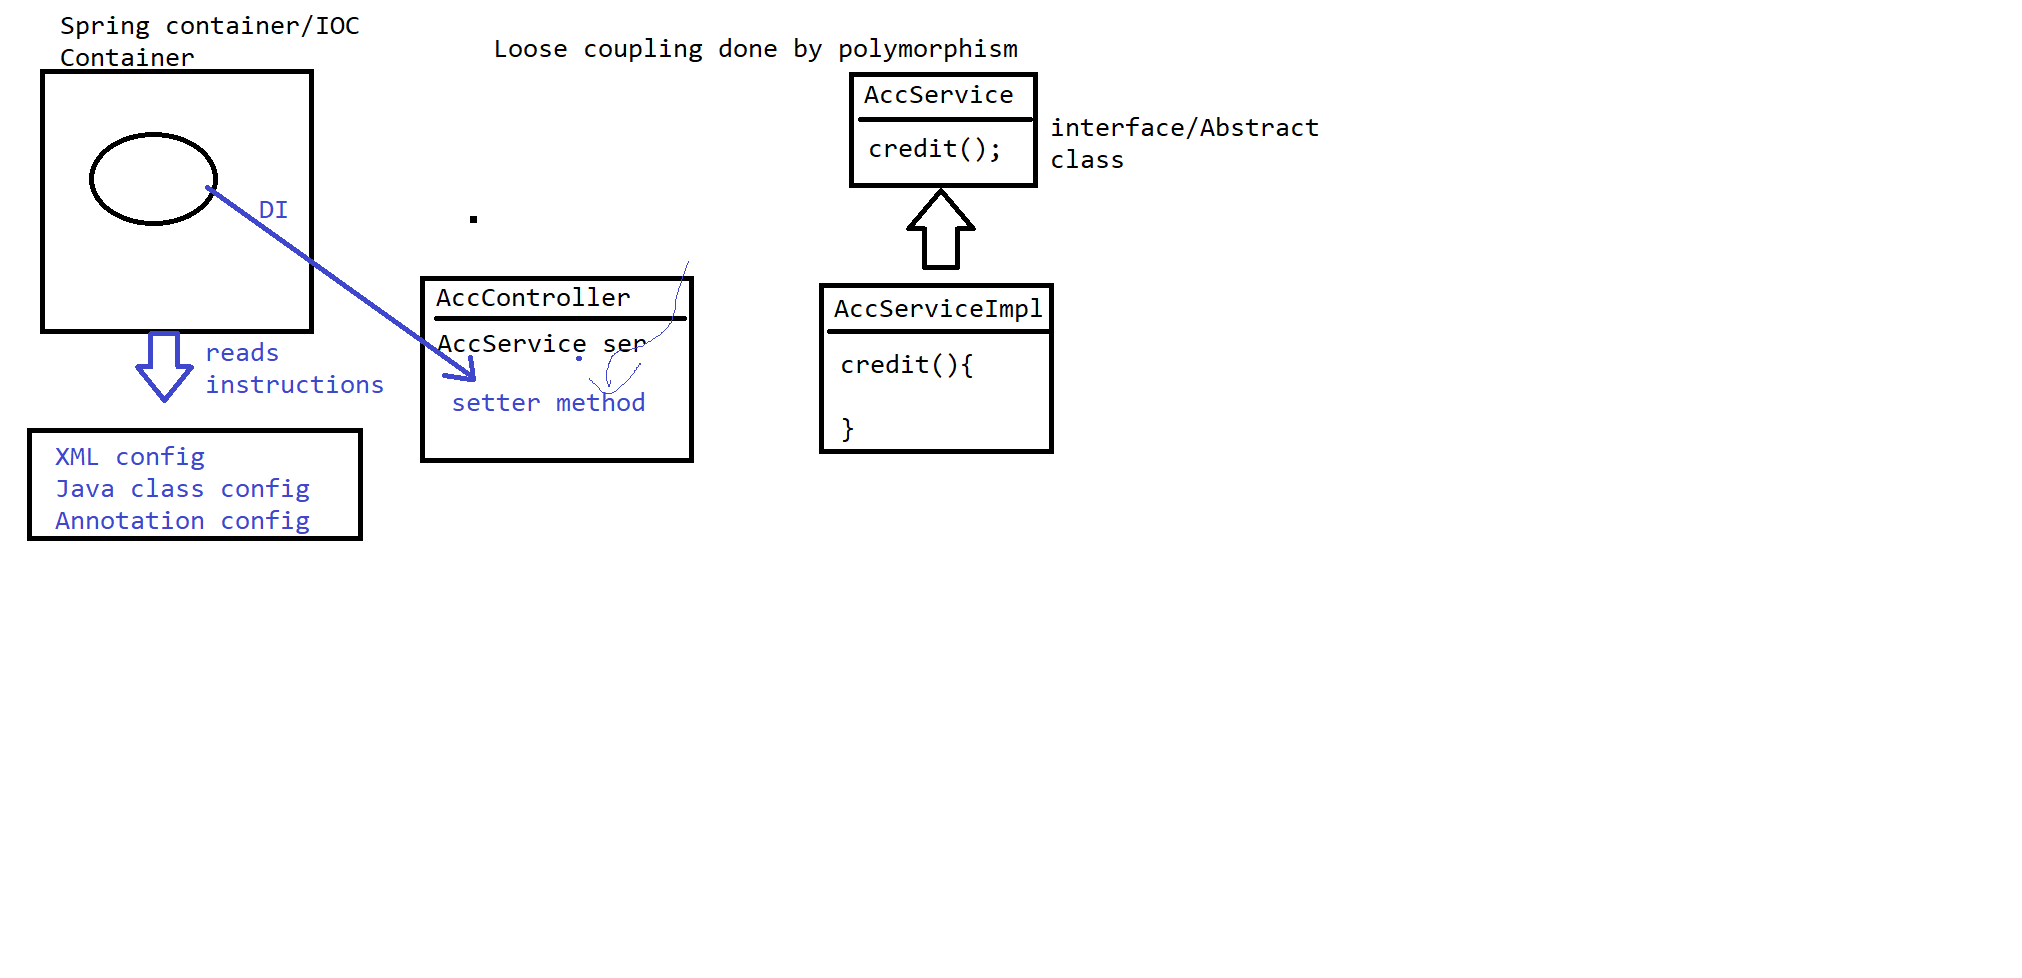 Spring container/IOC
Container
Loose coupling done by polymorphism
AccService
credit();
interface/Abstract
class
DI
AccController
AccService ser
setter method
AccServiceImpl
credit(){
}
reads
instructions
XML config
Java class config
Annotation config